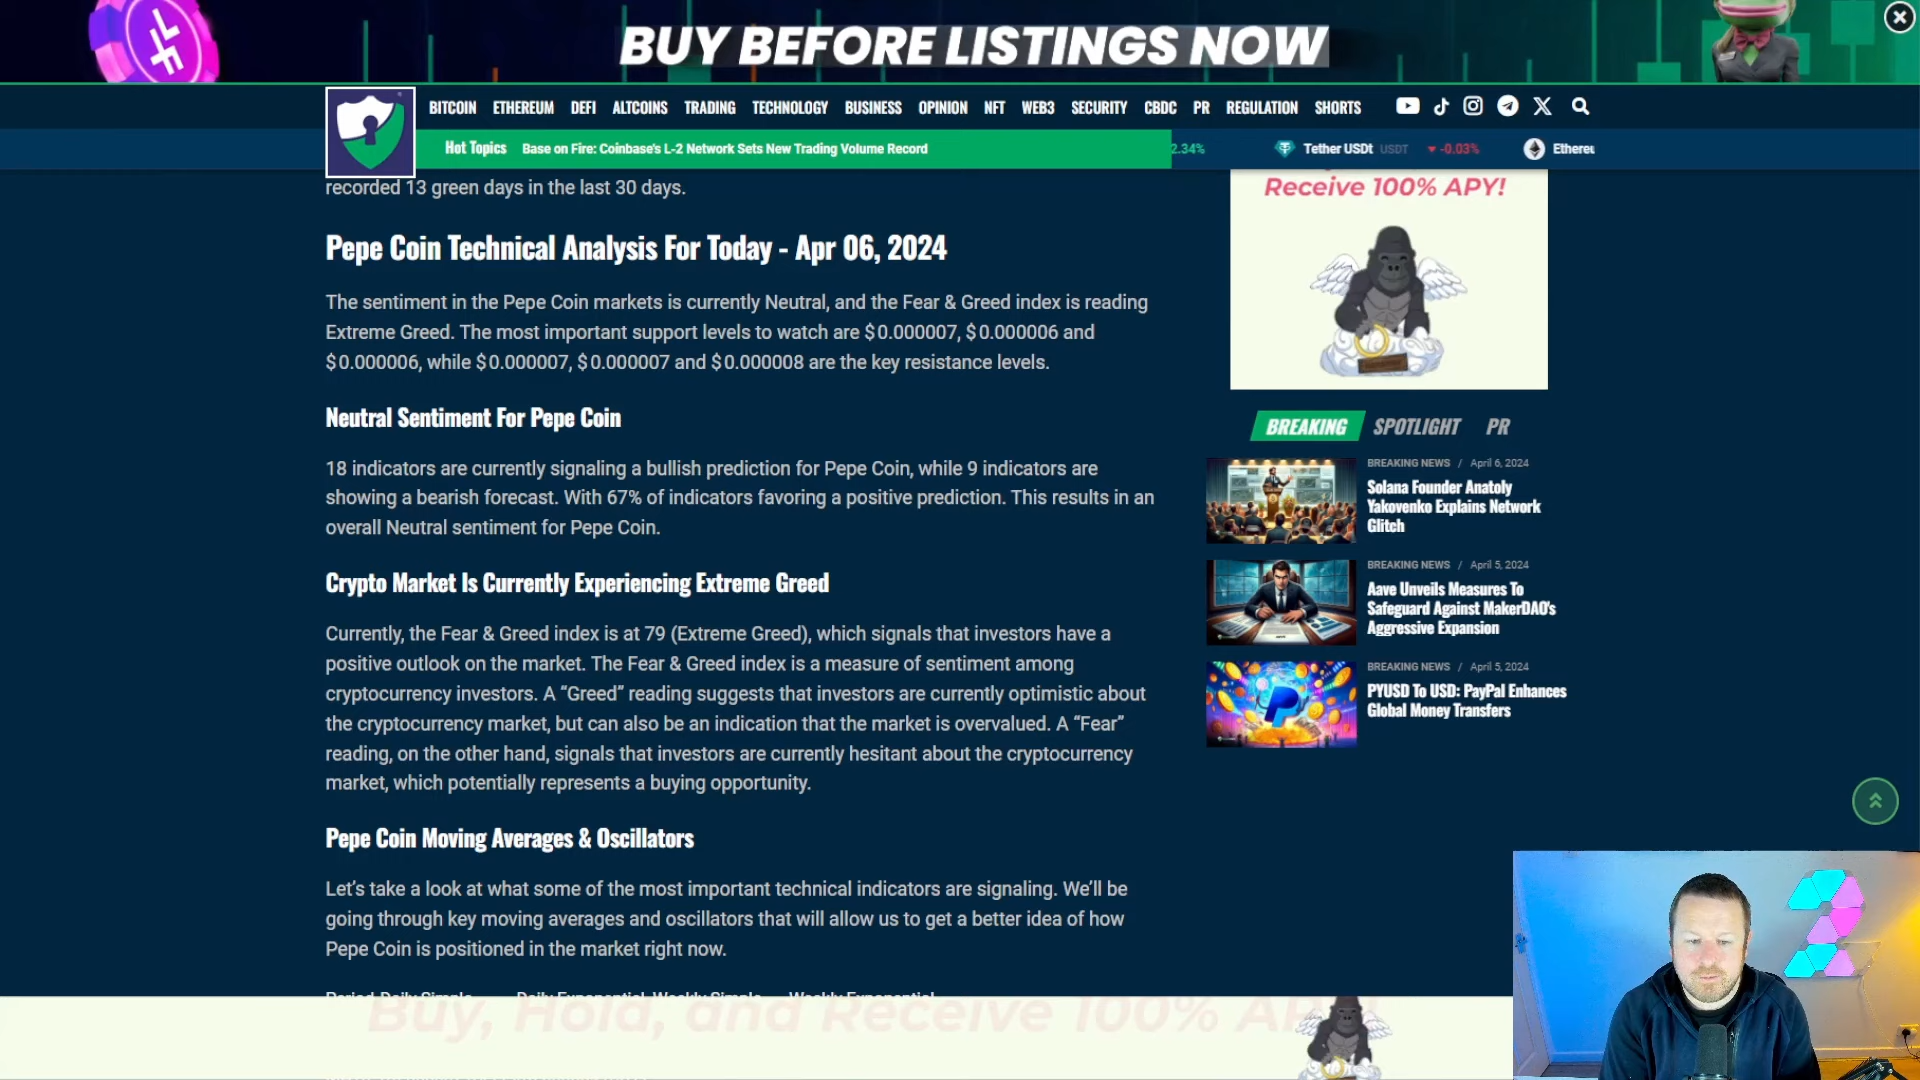 BUY BEFORE LISTINGS NOW
BITCOIN ETHEREUM DEFI ALTCOINS TRADING TECHNOLOGY BUSINESS OPINION NFT WEB3 SECURITY CBDC PR REGULATION SHORTS
Hot Topics Base on Fire: Coinbase's L-2 Network Sets New Trading Volume Record
2.34% Tether USDt USDT -0.03%
recorded 13 green days in the last 30 days.
Pepe Coin Technical Analysis For Today - Apr 06, 2024
The sentiment in the Pepe Coin markets is currently Neutral, and the Fear & Greed index is reading
Extreme Greed. The most important support levels to watch are $0.000007, $0.000006 and
$0.000006, while $0.000007, $0.000007 and $0.000008 are the key resistance levels.
Neutral Sentiment For Pepe Coin
18 indicators are currently signaling a bullish prediction for Pepe Coin, while 9 indicators are
showing a bearish forecast. With 67% of indicators favoring a positive prediction. This results in an
overall Neutral sentiment for Pepe Coin.
Crypto Market Is Currently Experiencing Extreme Greed
Currently, the Fear & Greed index is at 79 (Extreme Greed), which signals that investors have a
positive outlook on the market. The Fear & Greed index is a measure of sentiment among
cryptocurrency investors. A “Greed” reading suggests that investors are currently optimistic about
the cryptocurrency market, but can also be an indication that the market is overvalued. A “Fear”
reading, on the other hand, signals that investors are currently hesitant about the cryptocurrency
market, which potentially represents a buying opportunity.
Pepe Coin Moving Averages & Oscillators
Let’s take a look at what some of the most important technical indicators are signaling. We’ll be
going through key moving averages and oscillators that will allow us to get a better idea of how
Pepe Coin is positioned in the market right now.
Period Daily Simple Daily Exponential Weekly Simple Weekly Exponential
Buy, Hold, and Receive 100%
Receive 100% APY!
BREAKING SPOTLIGHT PR
BREAKING NEWS / April 6, 2024
Solana Founder Anatoly
Yakovenko Explains Network
Glitch
BREAKING NEWS / April 5, 2024
Aave Unveils Measures To
Safeguard Against MakerDAO's
Aggressive Expansion
BREAKING NEWS / April 5, 2024
PYUSD To USD: PayPal Enhances
Global Money Transfers